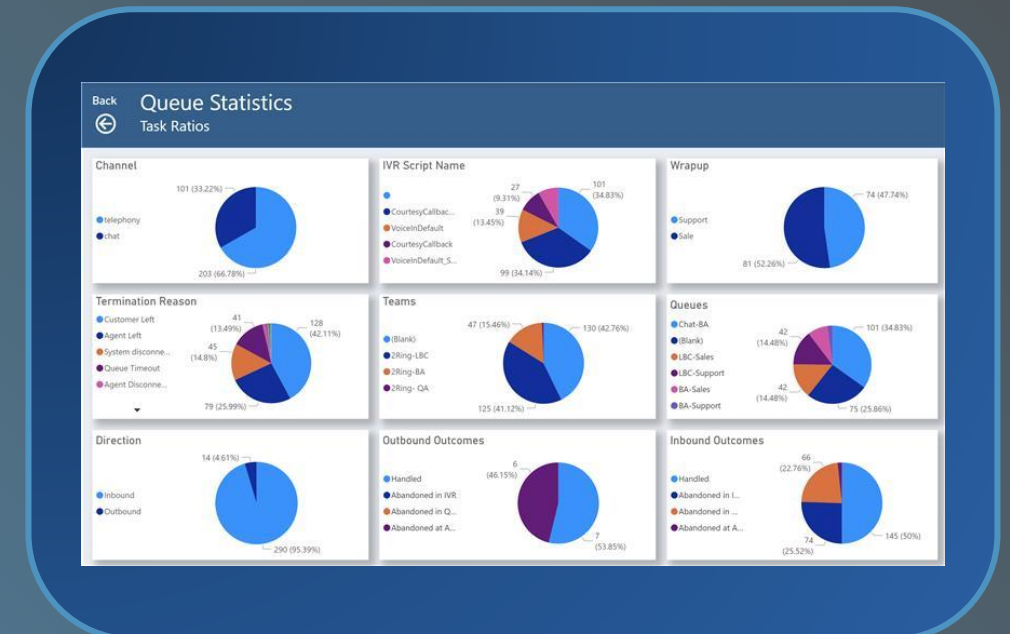 Back
Queue Statistics
Task Ratios
Channel
101 (33.22%)
telephony
chat
203 (66.78%)
IVR Script Name
27
(9.31%)
39
(13.45%)
101
(34.83%)
CourtesyCallbac...
VoiceInDefault
CourtesyCallback
VoiceInDefault_S...
99 (34.14%)
Wrapup
74 (47.74%)
Support
Sale
81 (52.26%)
Termination Reason
Customer Left
Agent Left
System disconne...
Queue Timeout
Agent Disconne...
41
(13.49%)
45
(14.8%)
128
(42.11%)
79 (25.99%)
Teams
47 (15.46%)
130 (42.76%)
(Blank)
2Ring-LBC
2Ring-BA
2Ring- QA
125 (41.12%)
Queues
Chat-BA
(Blank)
LBC-Sales
LBC-Support
BA-Sales
BA-Support
42
(14.48%)
42
(14.48%)
101 (34.83%)
75 (25.86%)
Direction
14 (4.61%)
Inbound
Outbound
290 (95.39%)
Outbound Outcomes
6
(46.15%)
Handled
Abandoned in IVR
Abandoned in Q...
Abandoned at A...
7
(53.85%)
Inbound Outcomes
66
(22.76%)
Handled
Abandoned in I...
Abandoned in ...
Abandoned at A...
74
(25.52%)
145 (50%)